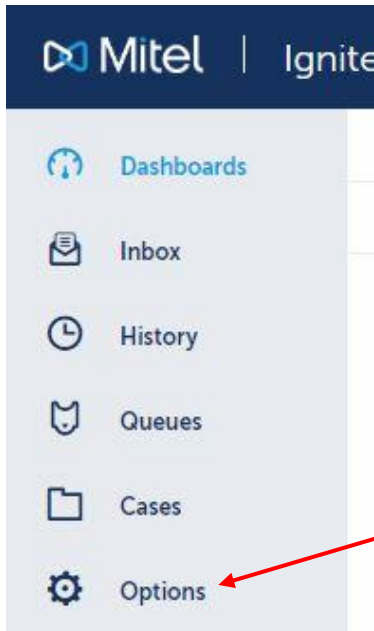 Mitel | Ignite
Dashboards
Inbox
History
Queues
Cases
Options